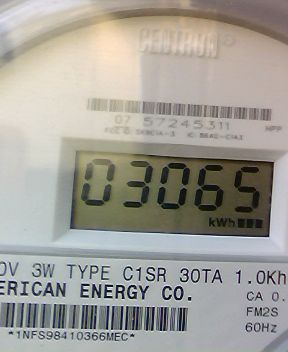 CENTRON®
07 57245311
03065
kWh
0V 3W TYPE C1SR 30TA 1.0Kh
ERICAN ENERGY CO.
CA 0.
FM2S
*1NFS98410366MEC*
60Hz